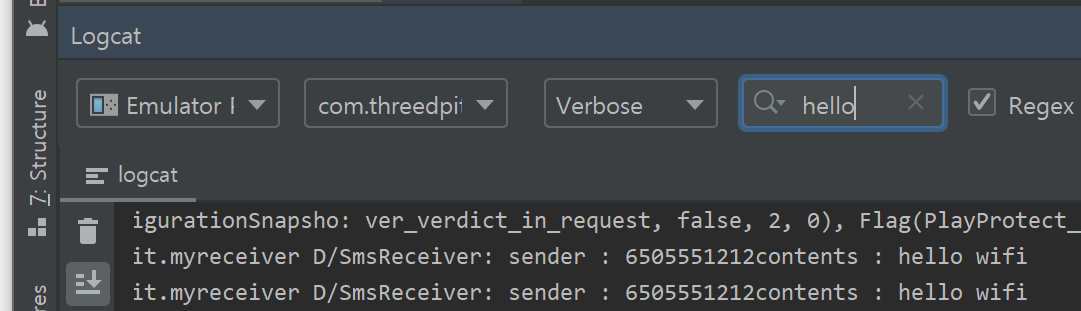 Logcat
Emulator
com.threedpit
Verbose
hello
Regex
7: Structure
logcat
igurationSnapsho: ver_verdict_in_request, false, 2, 0), Flag(PlayProtect_
it.myreceiver D/SmsReceiver: sender : 6505551212contents : hello wifi
it.myreceiver D/SmsReceiver: sender : 6505551212contents : hello wifi